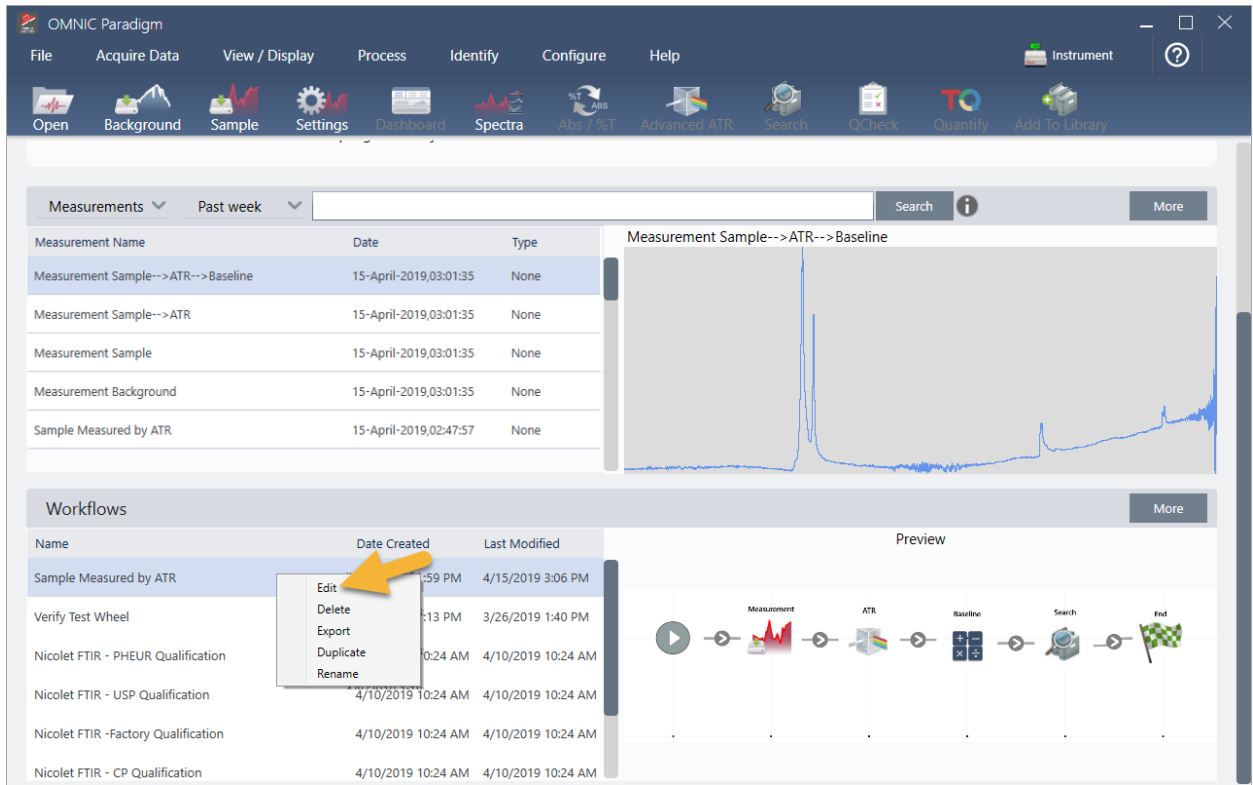 OMNIC Paradigm
File Acquire Data View / Display Process Identify Configure Help Instrument
Open Background Sample Settings Dashboard Spectra Abs / %T Advanced ATR Search QCheck Quantify Add To Library
%T ABS
TQ
Measurements Past week Search More
Measurement Name Date Type
Measurement Sample-->ATR-->Baseline
Measurement Sample-->ATR-->Baseline 15-April-2019,03:01:35 None
Measurement Sample-->ATR 15-April-2019,03:01:35 None
Measurement Sample 15-April-2019,03:01:35 None
Measurement Background 15-April-2019,03:01:35 None
Sample Measured by ATR 15-April-2019,02:47:57 None
Workflows More
Name Date Created Last Modified
Preview
Sample Measured by ATR :59 PM 4/15/2019 3:06 PM
Verify Test Wheel :13 PM 3/26/2019 1:40 PM
Nicolet FTIR - PHEUR Qualification 0:24 AM 4/10/2019 10:24 AM
Nicolet FTIR - USP Qualification 4/10/2019 10:24 AM 4/10/2019 10:24 AM
Nicolet FTIR -Factory Qualification 4/10/2019 10:24 AM 4/10/2019 10:24 AM
Nicolet FTIR - CP Qualification 4/10/2019 10:24 AM 4/10/2019 10:24 AM
Edit
Delete
Export
Duplicate
Rename
Measurement ATR Baseline Search End